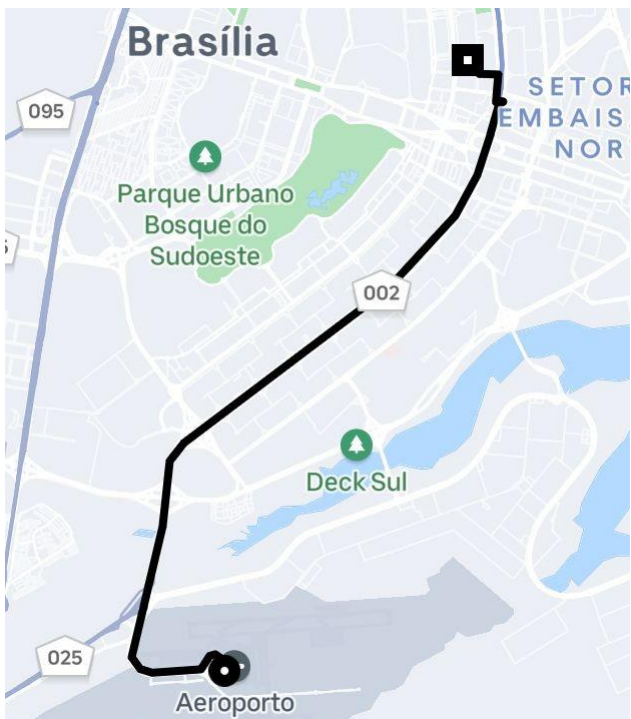 Brasília
095
SETOR
EMBAIS
NOR
Parque Urbano
Bosque do
Sudoeste
002
Deck Sul
025
Aeroporto